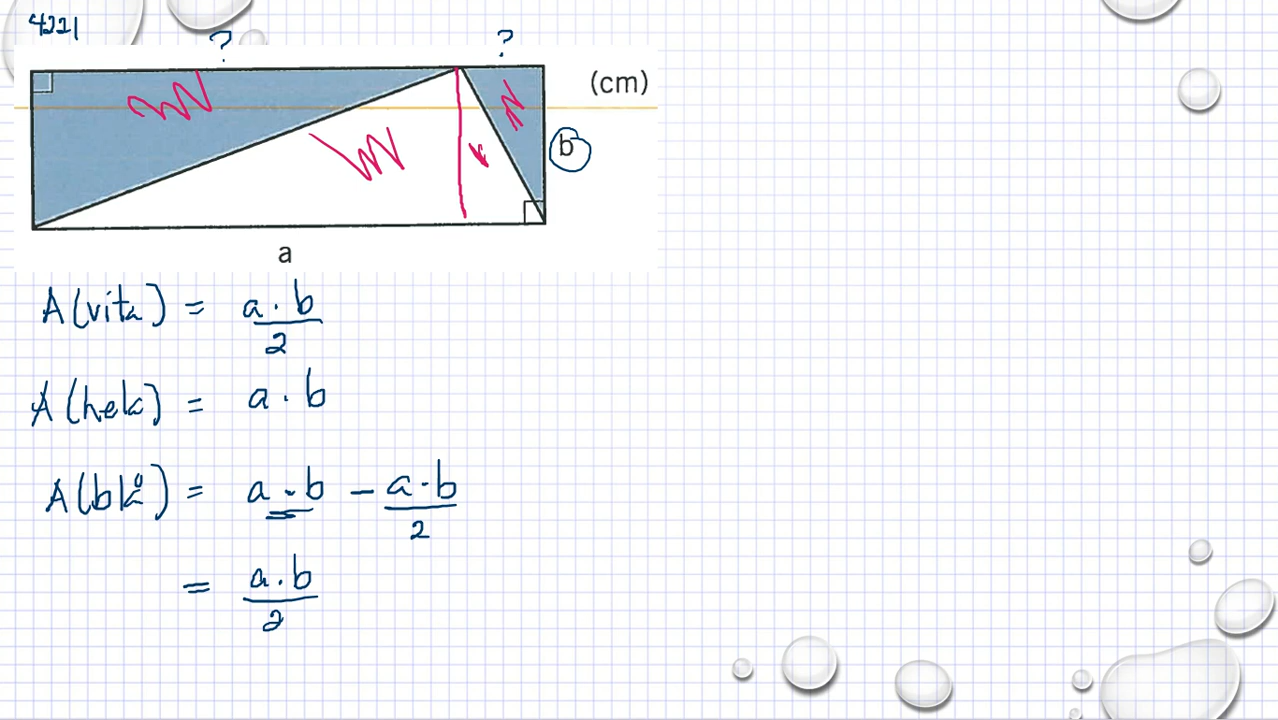 4221
? ?
(cm)
b
a
A(vita) = a · b / 2
A(hela) = a · b
A(blå) = a · b - a · b / 2
= a · b / 2